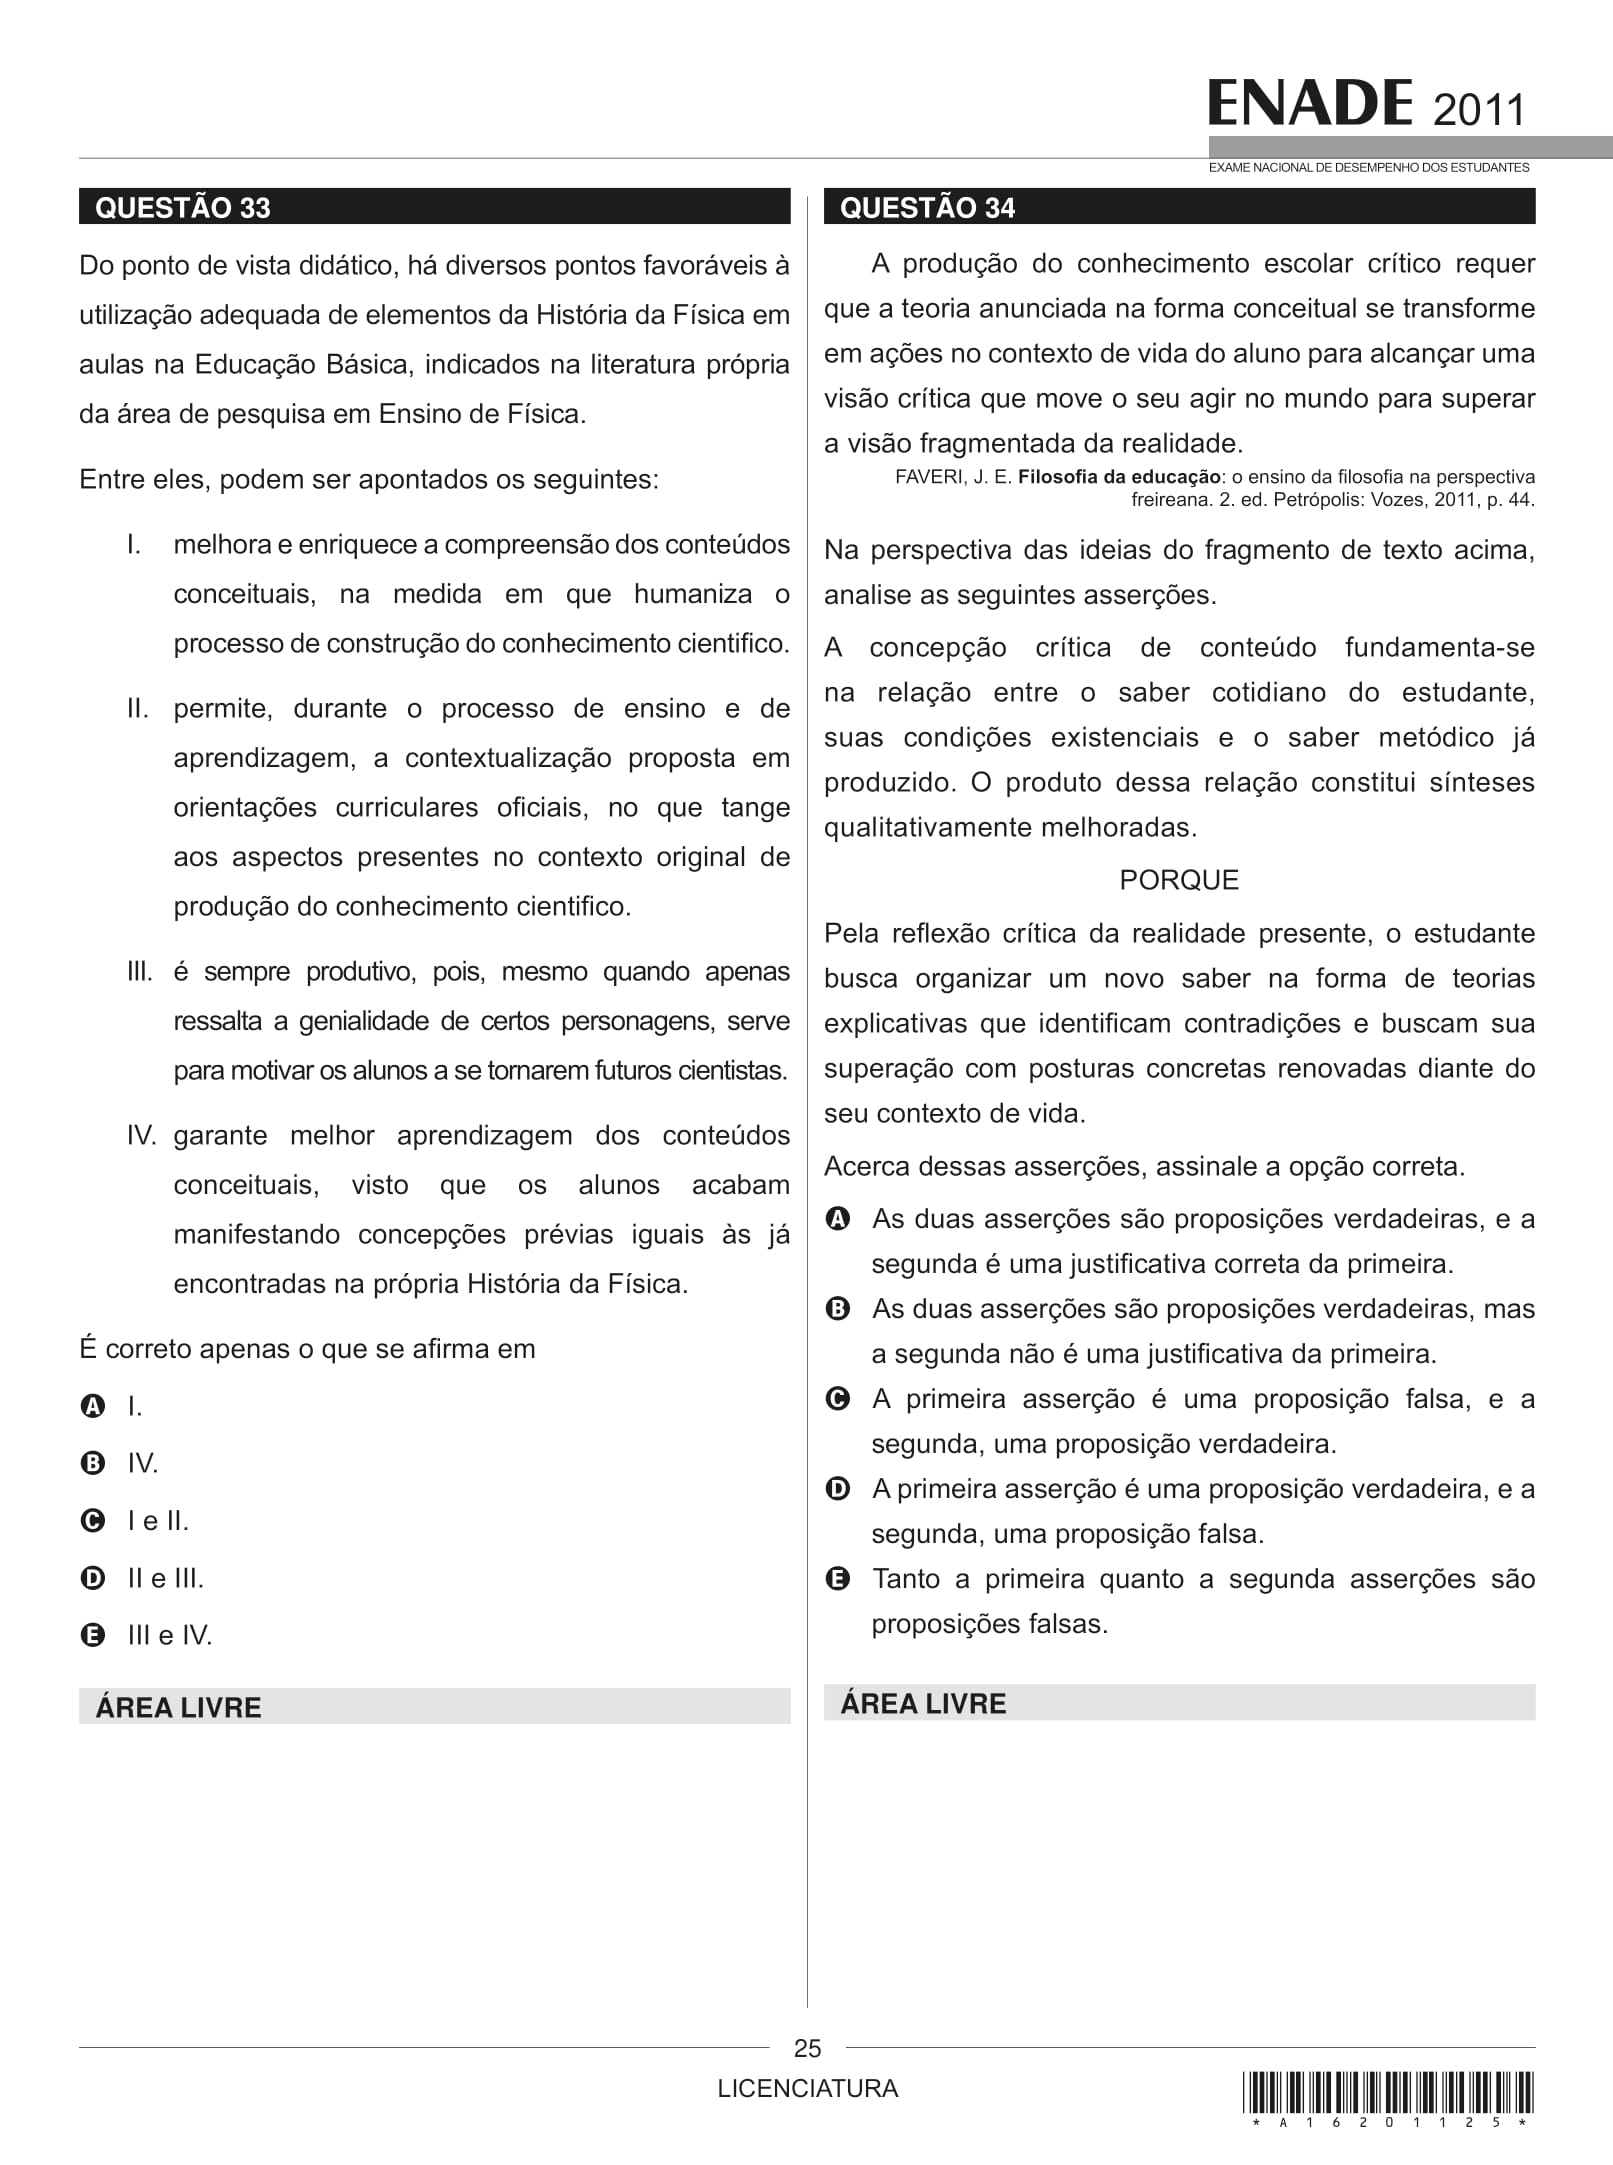 ENADE 2011
EXAME NACIONAL DE DESEMPENHO DOS ESTUDANTES
QUESTÃO 33
Do ponto de vista didático, há diversos pontos favoráveis à
utilização adequada de elementos da História da Física em
aulas na Educação Básica, indicados na literatura própria
da área de pesquisa em Ensino de Física.
Entre eles, podem ser apontados os seguintes:
I. melhora e enriquece a compreensão dos conteúdos
conceituais, na medida em que humaniza o
processo de construção do conhecimento cientifico.
II. permite, durante o processo de ensino e de
aprendizagem, a contextualização proposta em
orientações curriculares oficiais, no que tange
aos aspectos presentes no contexto original de
produção do conhecimento cientifico.
III. é sempre produtivo, pois, mesmo quando apenas
ressalta a genialidade de certos personagens, serve
para motivar os alunos a se tornarem futuros cientistas.
IV. garante melhor aprendizagem dos conteúdos
conceituais, visto que os alunos acabam
manifestando concepções prévias iguais às já
encontradas na própria História da Física.
É correto apenas o que se afirma em
A I.
B IV.
C I e II.
D II e III.
E III e IV.
ÁREA LIVRE
QUESTÃO 34
A produção do conhecimento escolar crítico requer
que a teoria anunciada na forma conceitual se transforme
em ações no contexto de vida do aluno para alcançar uma
visão crítica que move o seu agir no mundo para superar
a visão fragmentada da realidade.
FAVERI, J. E. Filosofia da educação: o ensino da filosofia na perspectiva
freireana. 2. ed. Petrópolis: Vozes, 2011, p. 44.
Na perspectiva das ideias do fragmento de texto acima,
analise as seguintes asserções.
A concepção crítica de conteúdo fundamenta-se
na relação entre o saber cotidiano do estudante,
suas condições existenciais e o saber metódico já
produzido. O produto dessa relação constitui sínteses
qualitativamente melhoradas.
PORQUE
Pela reflexão crítica da realidade presente, o estudante
busca organizar um novo saber na forma de teorias
explicativas que identificam contradições e buscam sua
superação com posturas concretas renovadas diante do
seu contexto de vida.
Acerca dessas asserções, assinale a opção correta.
A As duas asserções são proposições verdadeiras, e a
segunda é uma justificativa correta da primeira.
B As duas asserções são proposições verdadeiras, mas
a segunda não é uma justificativa da primeira.
C A primeira asserção é uma proposição falsa, e a
segunda, uma proposição verdadeira.
D A primeira asserção é uma proposição verdadeira, e a
segunda, uma proposição falsa.
E Tanto a primeira quanto a segunda asserções são
proposições falsas.
ÁREA LIVRE
25
LICENCIATURA
* A 1 6 2 0 1 1 2 5 *